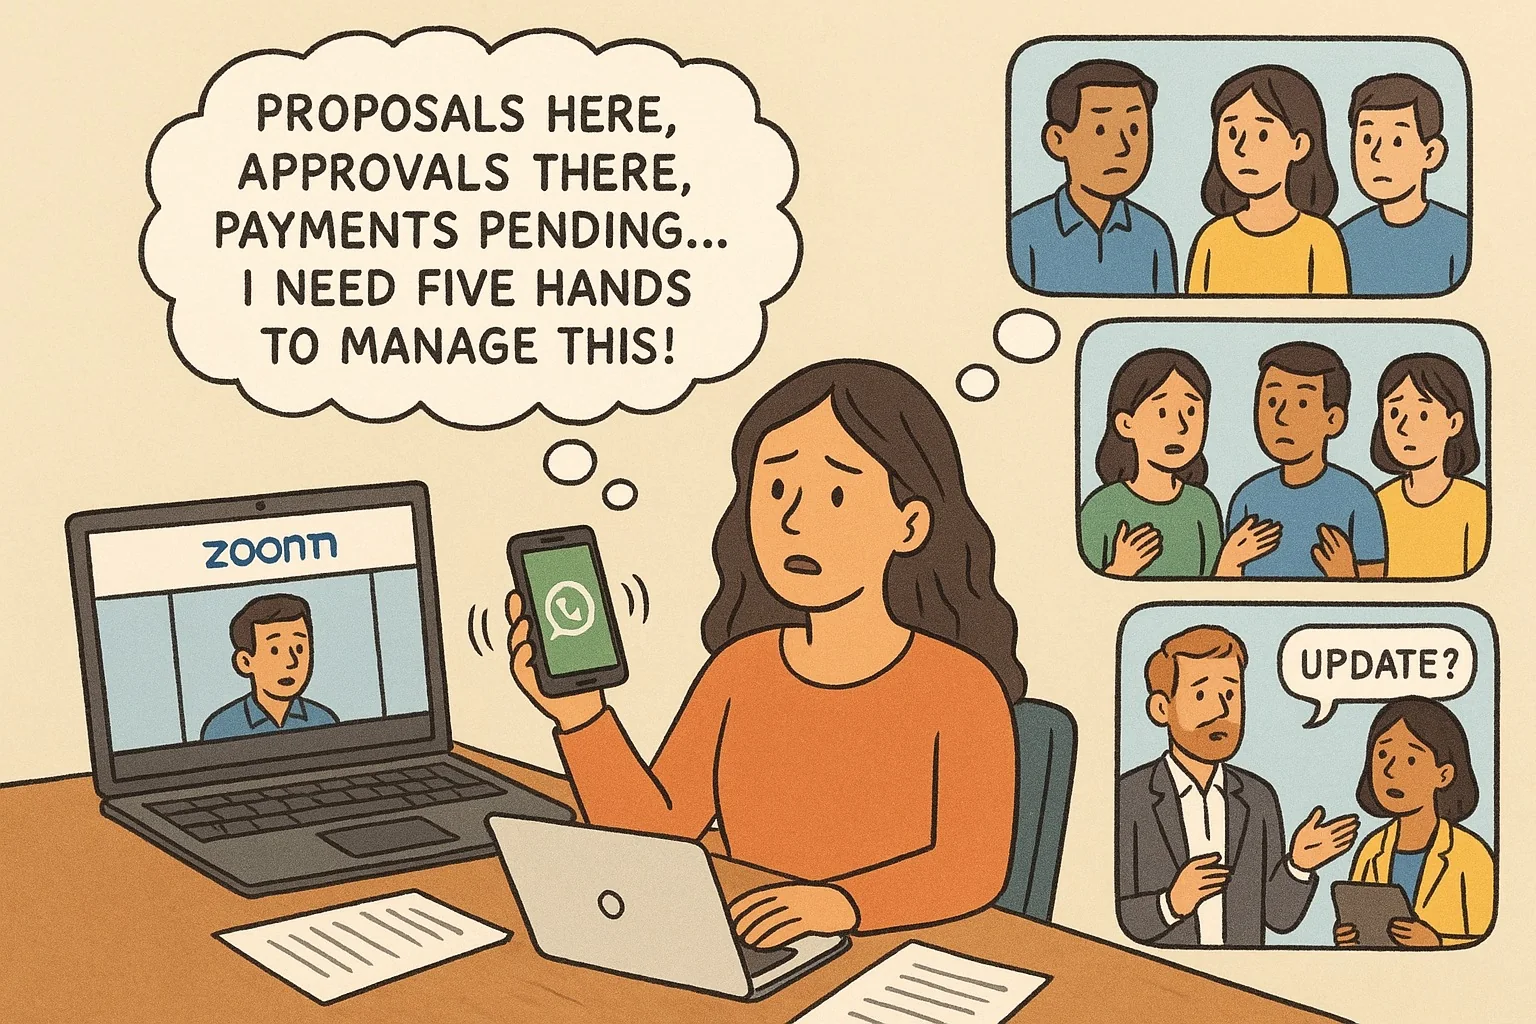 PROPOSALS HERE,
APPROVALS THERE,
PAYMENTS PENDING...
I NEED FIVE HANDS
TO MANAGE THIS!
zoonn
UPDATE?